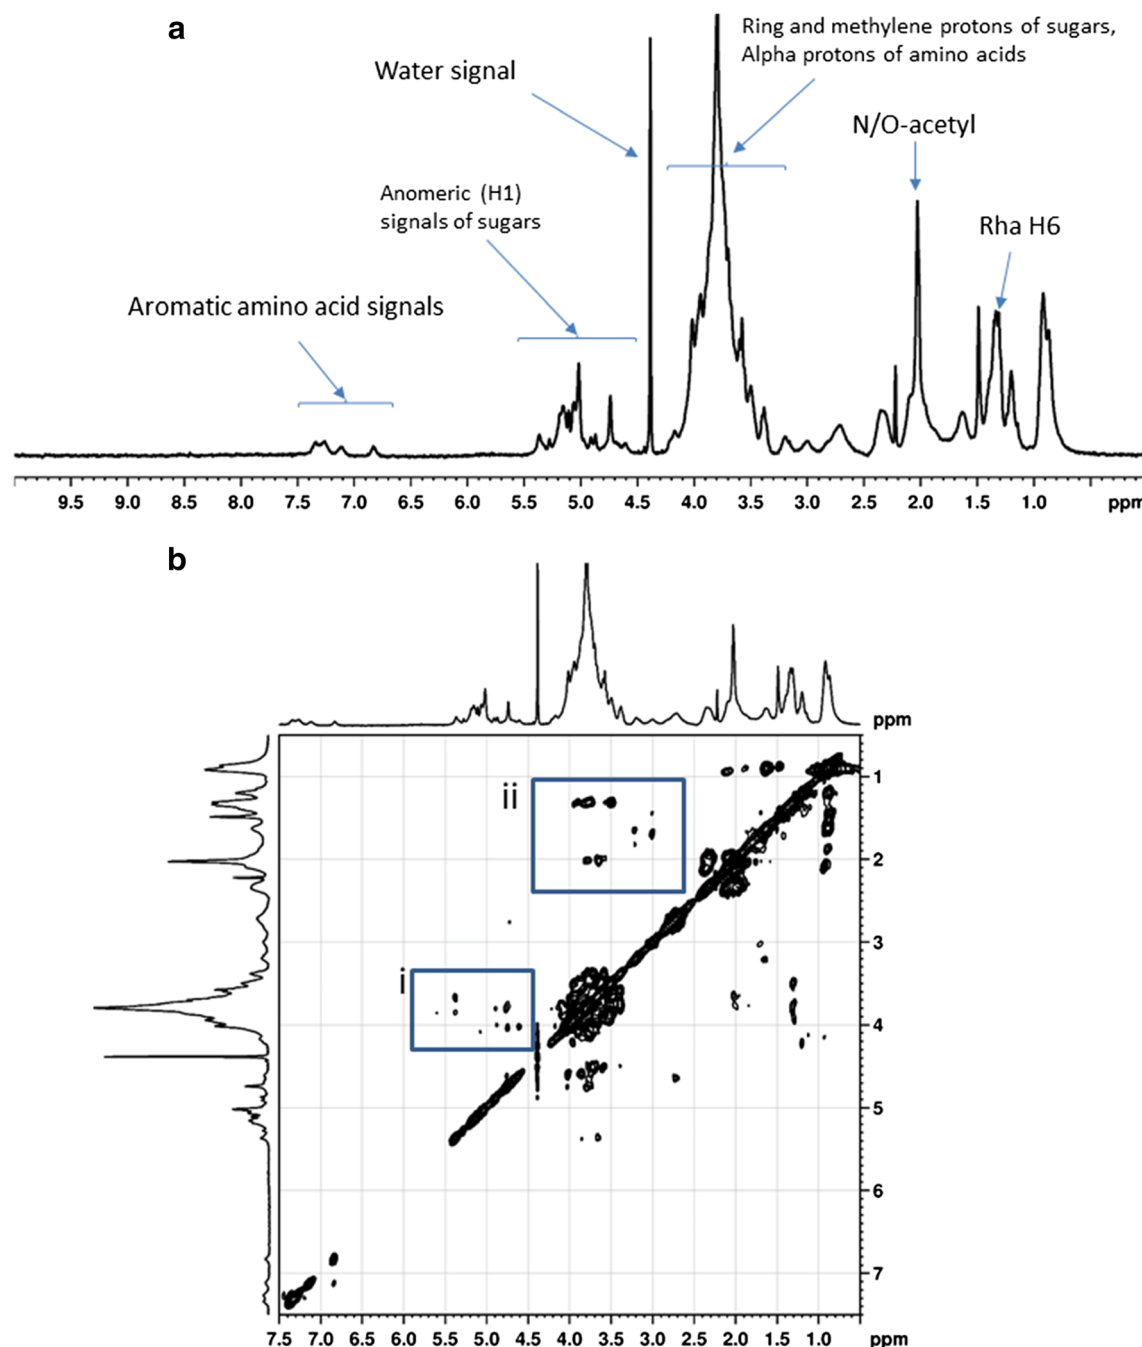 a
Ring and methylene protons of sugars,
Alpha protons of amino acids
Water signal
N/O-acetyl
Anomeric (H1)
signals of sugars
Rha H6
Aromatic amino acid signals
9.5 9.0 8.5 8.0 7.5 7.0 6.5 6.0 5.5 5.0 4.5 4.0 3.5 3.0 2.5 2.0 1.5 1.0 ppm
b
ppm
1
ii
2
3
i
4
5
6
7
7.5 7.0 6.5 6.0 5.5 5.0 4.5 4.0 3.5 3.0 2.5 2.0 1.5 1.0 ppm